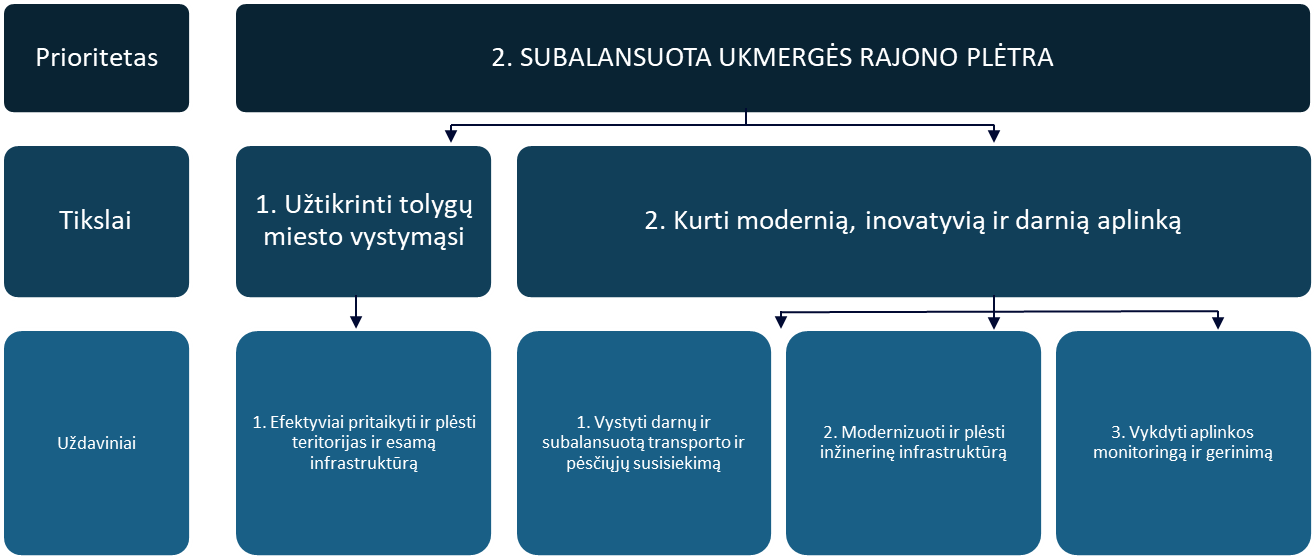 Prioritetas
2. SUBALANSUOTA UKMERGĖS RAJONO PLĖTRA
Tikslai
1. Užtikrinti tolygų
miesto vystymąsi
2. Kurti modernią, inovatyvią ir darnią aplinką
Uždaviniai
1. Efektyviai pritaikyti ir plėsti
teritorijas ir esamą
infrastruktūrą
1. Vystyti darnų ir
subalansuotą transporto ir
pėsčiųjų susisiekimą
2. Modernizuoti ir plėsti
inžinerinę infrastruktūrą
3. Vykdyti aplinkos
monitoringą ir gerinimą